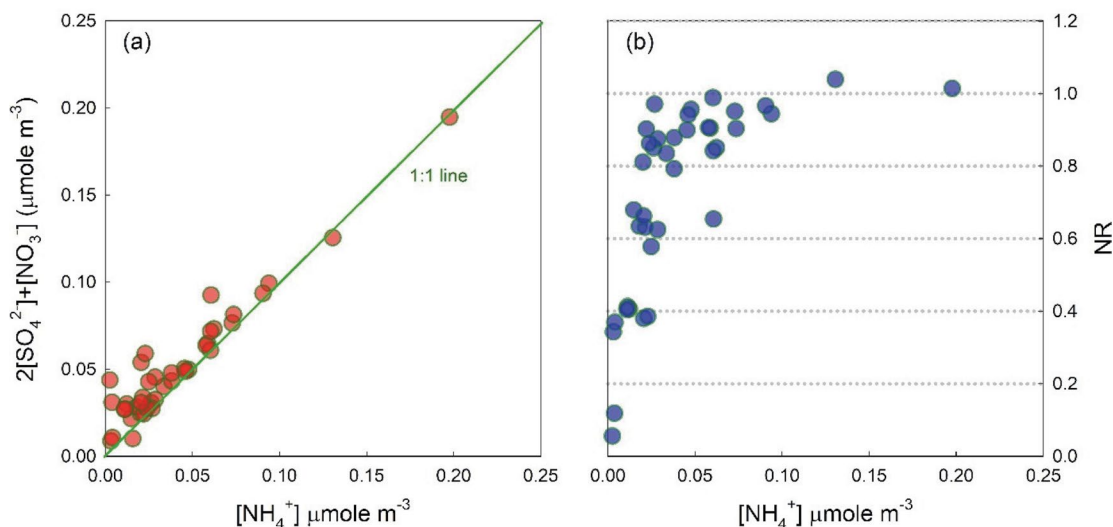 (a)
0.25
0.20
0.15
0.10
0.05
0.00
2[SO₄²⁻]+[NO₃⁻] (μmole m⁻³)
1:1 line
0.00 0.05 0.10 0.15 0.20 0.25
[NH₄⁺] μmole m⁻³
(b)
1.2
1.0
0.8
0.6
0.4
0.2
0.0
NR
0.00 0.05 0.10 0.15 0.20 0.25
[NH₄⁺] μmole m⁻³